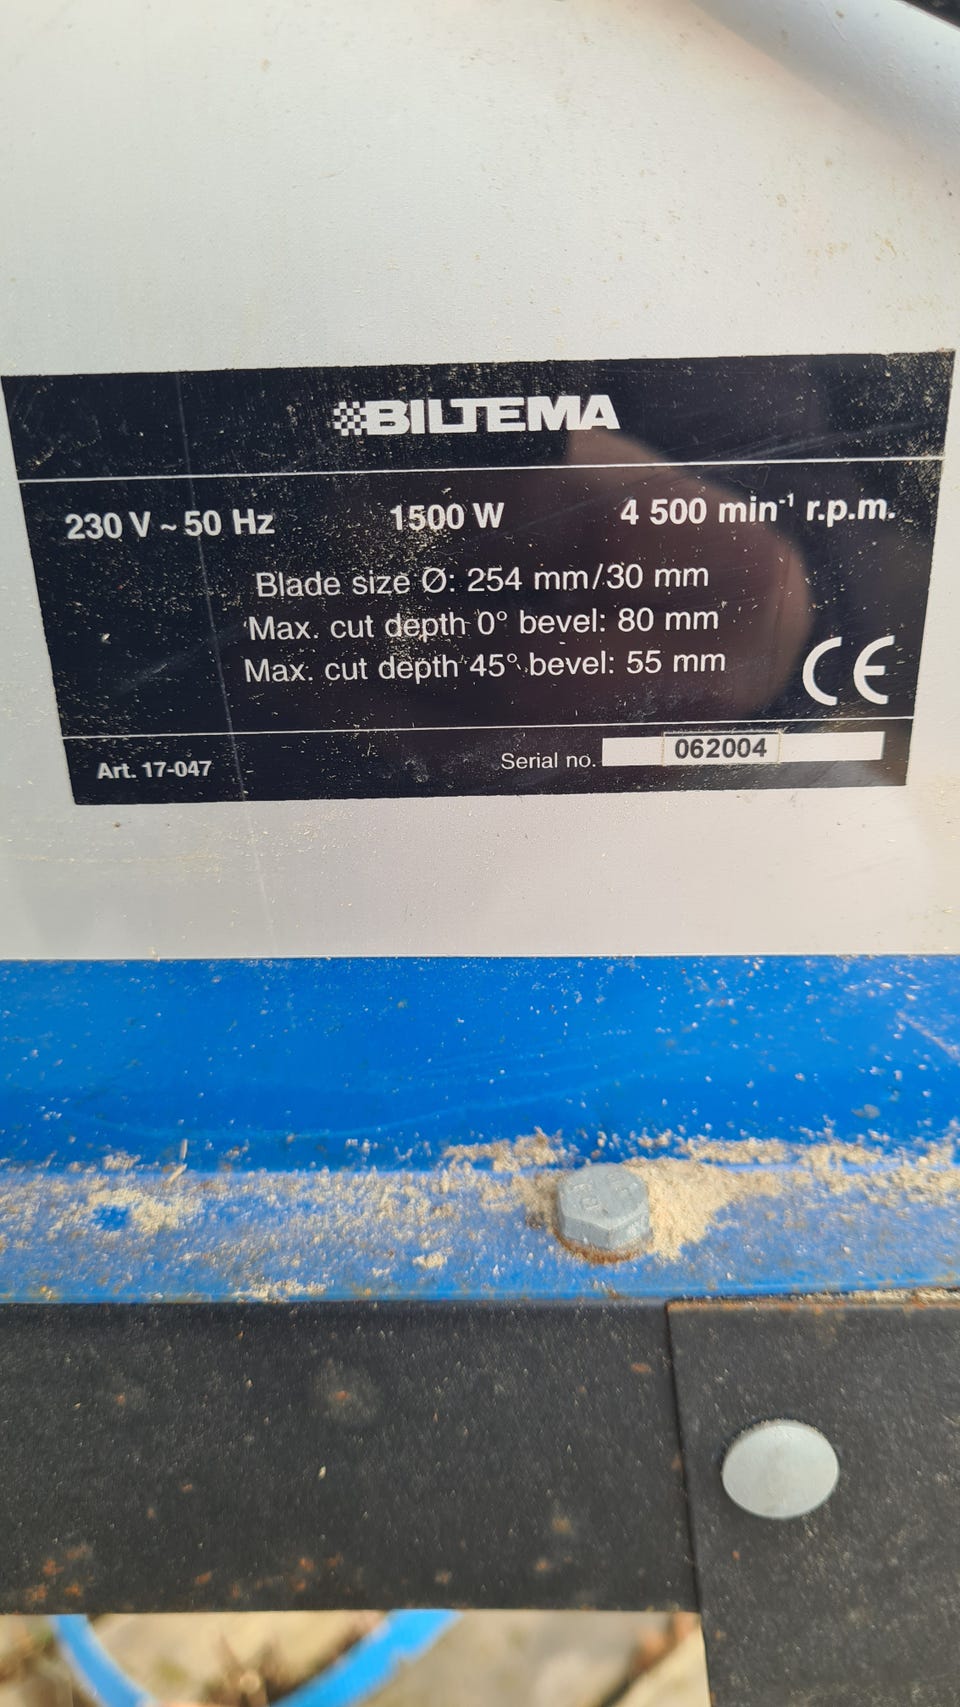 BILTEMA
230 V ~ 50 Hz 1500 W 4 500 min⁻¹ r.p.m.
Blade size Ø: 254 mm/30 mm
Max. cut depth 0° bevel: 80 mm
Max. cut depth 45° bevel: 55 mm
CE
Art. 17-047 Serial no. 062004